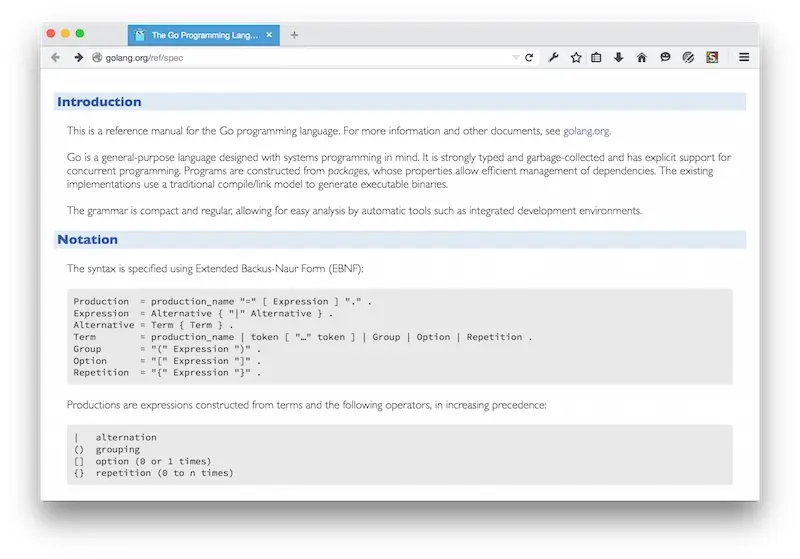 The Go Programming Lang...
golang.org/ref/spec
Introduction
This is a reference manual for the Go programming language. For more information and other documents, see golang.org.
Go is a general-purpose language designed with systems programming in mind. It is strongly typed and garbage-collected and has explicit support for
concurrent programming. Programs are constructed from packages, whose properties allow efficient management of dependencies. The existing
implementations use a traditional compile/link model to generate executable binaries.
The grammar is compact and regular, allowing for easy analysis by automatic tools such as integrated development environments.
Notation
The syntax is specified using Extended Backus-Naur Form (EBNF):
Production  = production_name "=" [ Expression ] "." .
Expression  = Alternative { "|" Alternative } .
Alternative = Term { Term } .
Term        = production_name | token [ "…" token ] | Group | Option | Repetition .
Group       = "(" Expression ")" .
Option      = "[" Expression "]" .
Repetition  = "{" Expression "}" .
Productions are expressions constructed from terms and the following operators, in increasing precedence:
|   alternation
()  grouping
[]  option (0 or 1 times)
{}  repetition (0 to n times)